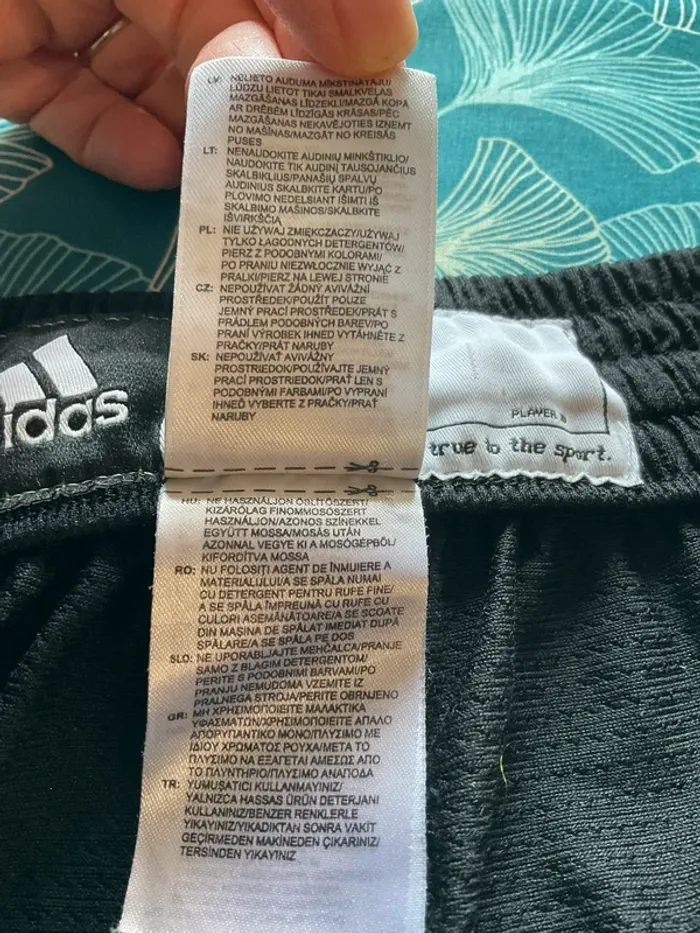 LV: NELIETO AUDUMA MĪKSTINĀTĀJU/
LŪDZU LIETOT TIKAI SMALKVELAS
MAZGĀŠANAS LĪDZEKLI/MAZGĀ KOPĀ
AR DRĒBĒM LĪDZĪGĀS KRĀSĀS/PĒC
MAZGĀŠANAS NEKAVĒJOTIES IZŅEMT
NO MAŠĪNAS/MAZGĀT NO KREISĀS
PUSES
LT: NENAUDOKITE AUDINIŲ MINKŠTIKLIO/
NAUDOKITE TIK AUDINĮ TAUSOJANČIUS
SKALBIKLIUS/PANAŠIŲ SPALVŲ
AUDINIUS SKALBKITE KARTU/PO
PLOVIMO NEDELSIANT IŠIMTI IŠ
SKALBIMO MAŠINOS/SKALBKITE
IŠVIRKŠČIĄ
PL: NIE UŻYWAJ ZMIĘKCZACZY/UŻYWAJ
TYLKO ŁAGODNYCH DETERGENTÓW/
PIERZ Z PODOBNYMI KOLORAMI/
PO PRANIU NIEZWŁOCZNIE WYJĄĆ Z
PRALKI/PIERZ NA LEWEJ STRONIE
CZ: NEPOUŽÍVAT ŽÁDNÝ AVIVÁŽNÍ
PROSTŘEDEK/POUŽÍT POUZE
JEMNÝ PRACÍ PROSTŘEDEK/PRÁT S
PRÁDLEM PODOBNÝCH BAREV/PO
PRANÍ VÝROBEK IHNED VYTÁHNĚTE Z
PRAČKY/PRÁT NARUBY
SK: NEPOUŽÍVAŤ AVIVÁŽNY
PROSTRIEDOK/POUŽÍVAJTE JEMNÝ
PRACÍ PROSTRIEDOK/PRAŤ LEN S
PODOBNÝMI FARBAMI/PO VYPRANÍ
IHNEĎ VYBERTE Z PRAČKY/PRAŤ
NARUBY
adidas
PLAYER
true to the sport.
HU: NE HASZNÁLJON ÖBLÍTŐSZERT/
KIZÁRÓLAG FINOMMOSÓSZERT
HASZNÁLJON/AZONOS SZÍNEKKEL
EGYÜTT MOSSA/MOSÁS UTÁN
AZONNAL VEGYE KI A MOSÓGÉPBŐL/
KIFORDÍTVA MOSSA
RO: NU FOLOSIȚI AGENT DE ÎNMUIERE A
MATERIALULUI/A SE SPĂLA NUMAI
CU DETERGENT PENTRU RUFE FINE/
A SE SPĂLA ÎMPREUNĂ CU RUFE CU
CULORI ASEMĂNĂTOARE/A SE SCOATE
DIN MAȘINA DE SPĂLAT IMEDIAT DUPĂ
SPĂLARE/A SE SPĂLA PE DOS
SLO: NE UPORABLJAJTE MEHČALCA/PRANJE
SAMO Z BLAGIM DETERGENTOM/
PERITE S PODOBNIMI BARVAMI/PO
PRANJU NEMUDOMA VZEMITE IZ
PRALNEGA STROJA/PERITE OBRNJENO
GR: ΜΗ ΧΡΗΣΙΜΟΠΟΙΕΙΤΕ ΜΑΛΑΚΤΙΚΑ
ΥΦΑΣΜΑΤΩΝ/ΧΡΗΣΙΜΟΠΟΙΕΙΤΕ ΑΠΑΛΟ
ΑΠΟΡΥΠΑΝΤΙΚΟ ΜΟΝΟ/ΠΛΥΣΙΜΟ ΜΕ
ΙΔΙΟΥ ΧΡΩΜΑΤΟΣ ΡΟΥΧΑ/ΜΕΤΑ ΤΟ
ΠΛΥΣΙΜΟ ΝΑ ΕΞΑΓΕΤΑΙ ΑΜΕΣΩΣ ΑΠΟ
ΤΟ ΠΛΥΝΤΗΡΙΟ/ΠΛΥΣΙΜΟ ΑΝΑΠΟΔΑ
TR: YUMUŞATICI KULLANMAYINIZ/
YALNIZCA HASSAS ÜRÜN DETERJANI
KULLANINIZ/BENZER RENKLERLE
YIKAYINIZ/YIKADIKTAN SONRA VAKİT
GEÇİRMEDEN MAKİNEDEN ÇIKARINIZ/
TERSİNDEN YIKAYINIZ